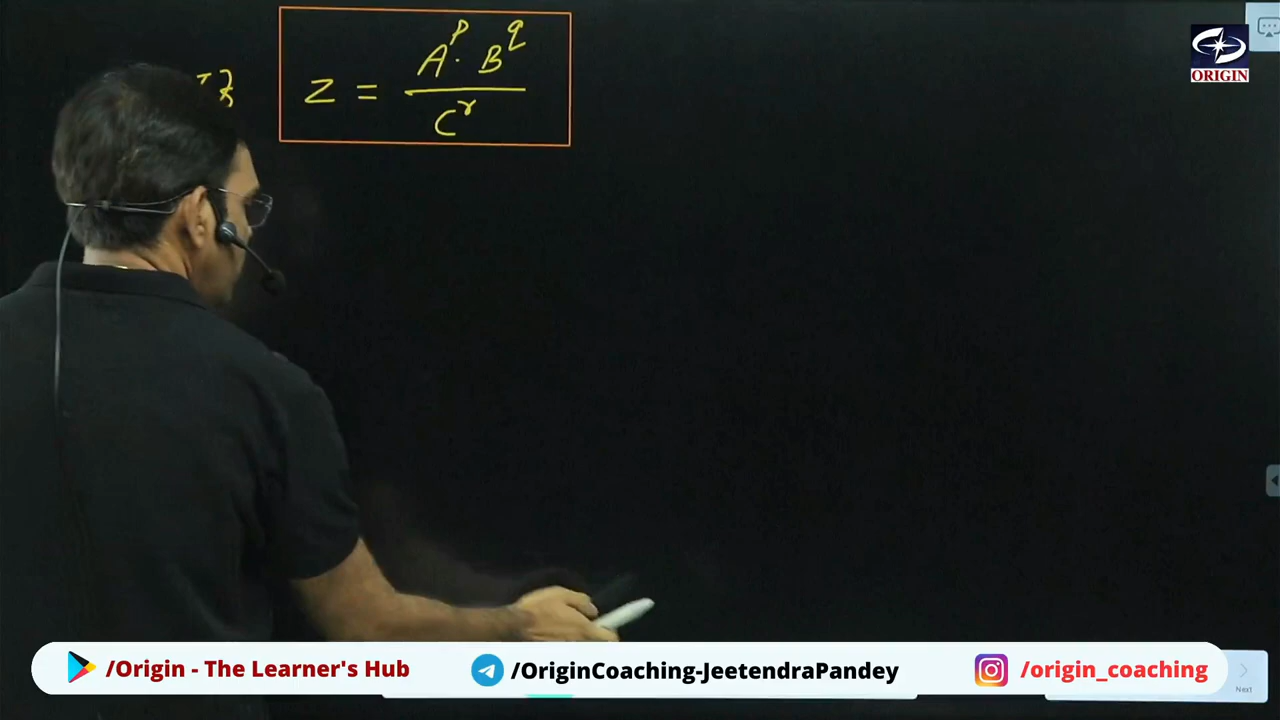 ORIGIN
z = A^p · B^q / C^r
/Origin - The Learner's Hub
/OriginCoaching-JeetendraPandey
/origin_coaching
Next